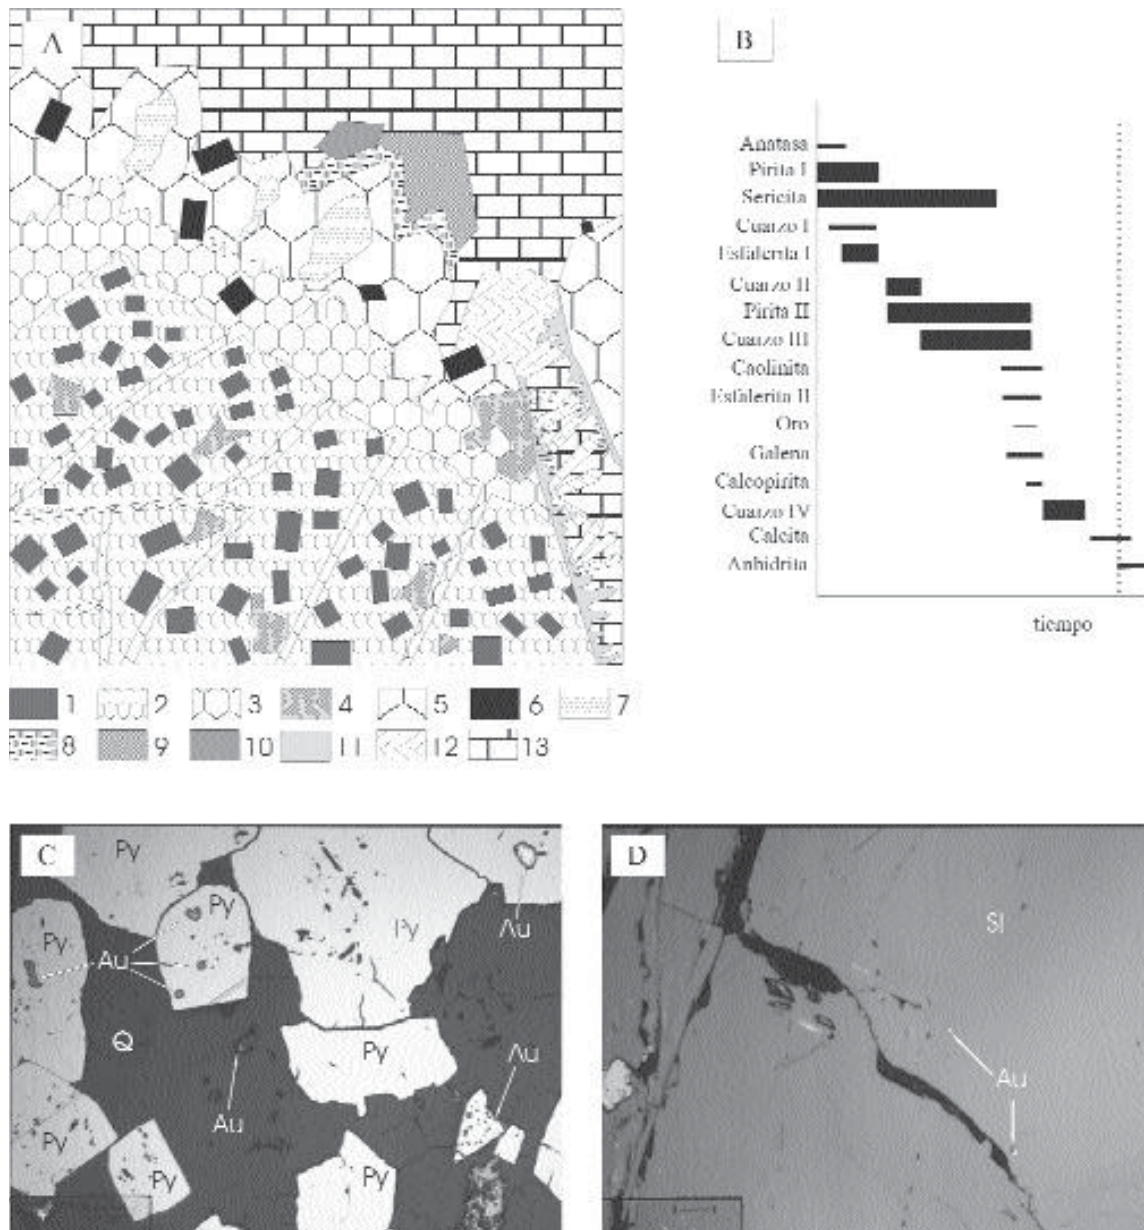 A
B
Anatasa
Pirita I
Sericita
Cuarzo I
Esfalerita I
Cuarzo II
Pirita II
Cuarzo III
Caolinita
Esfalerita II
Oro
Galena
Calcopirita
Cuarzo IV
Calcita
Anhidrita
tiempo
1 2 3 4 5 6 7
8 9 10 11 12 13
C
Py
Py
Py
Py
Au
Au
Q
Py
Au
Au
Py
Py
Py
D
Sl
Au